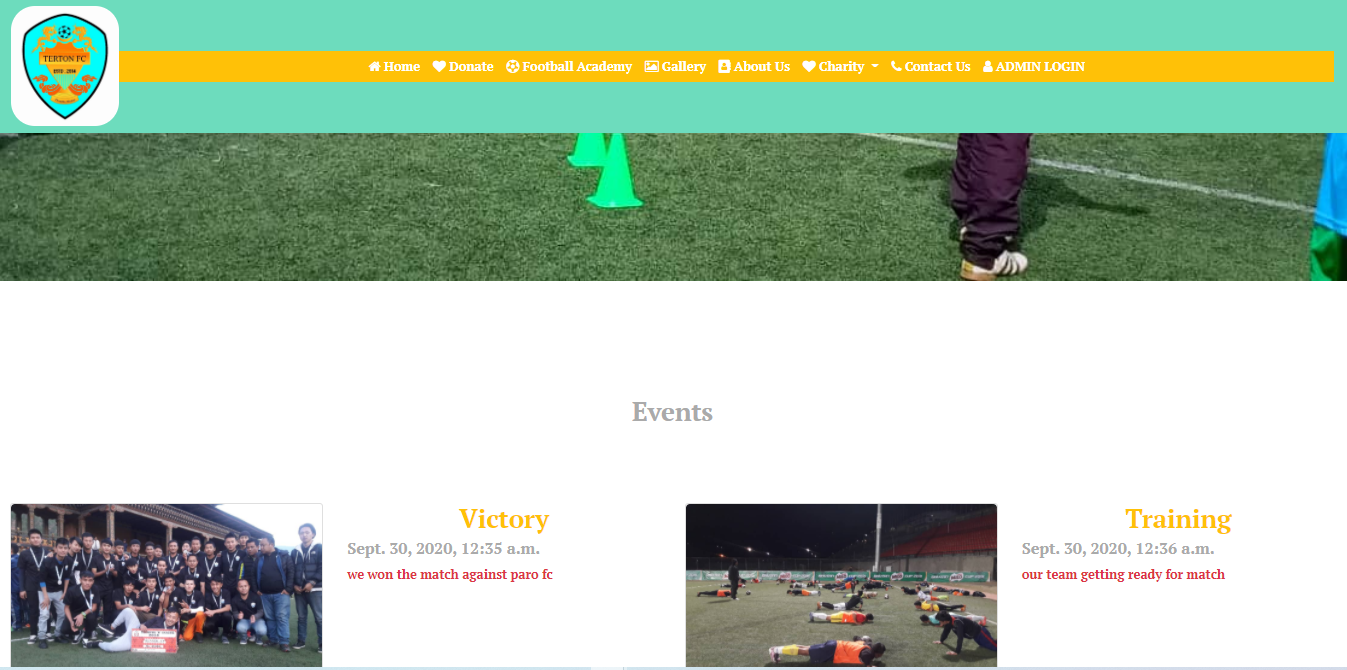 TERTON FC
Home Donate Football Academy Gallery About Us Charity Contact Us ADMIN LOGIN
Events
Victory
Sept. 30, 2020, 12:35 a.m.
we won the match against paro fc
Training
Sept. 30, 2020, 12:36 a.m.
our team getting ready for match